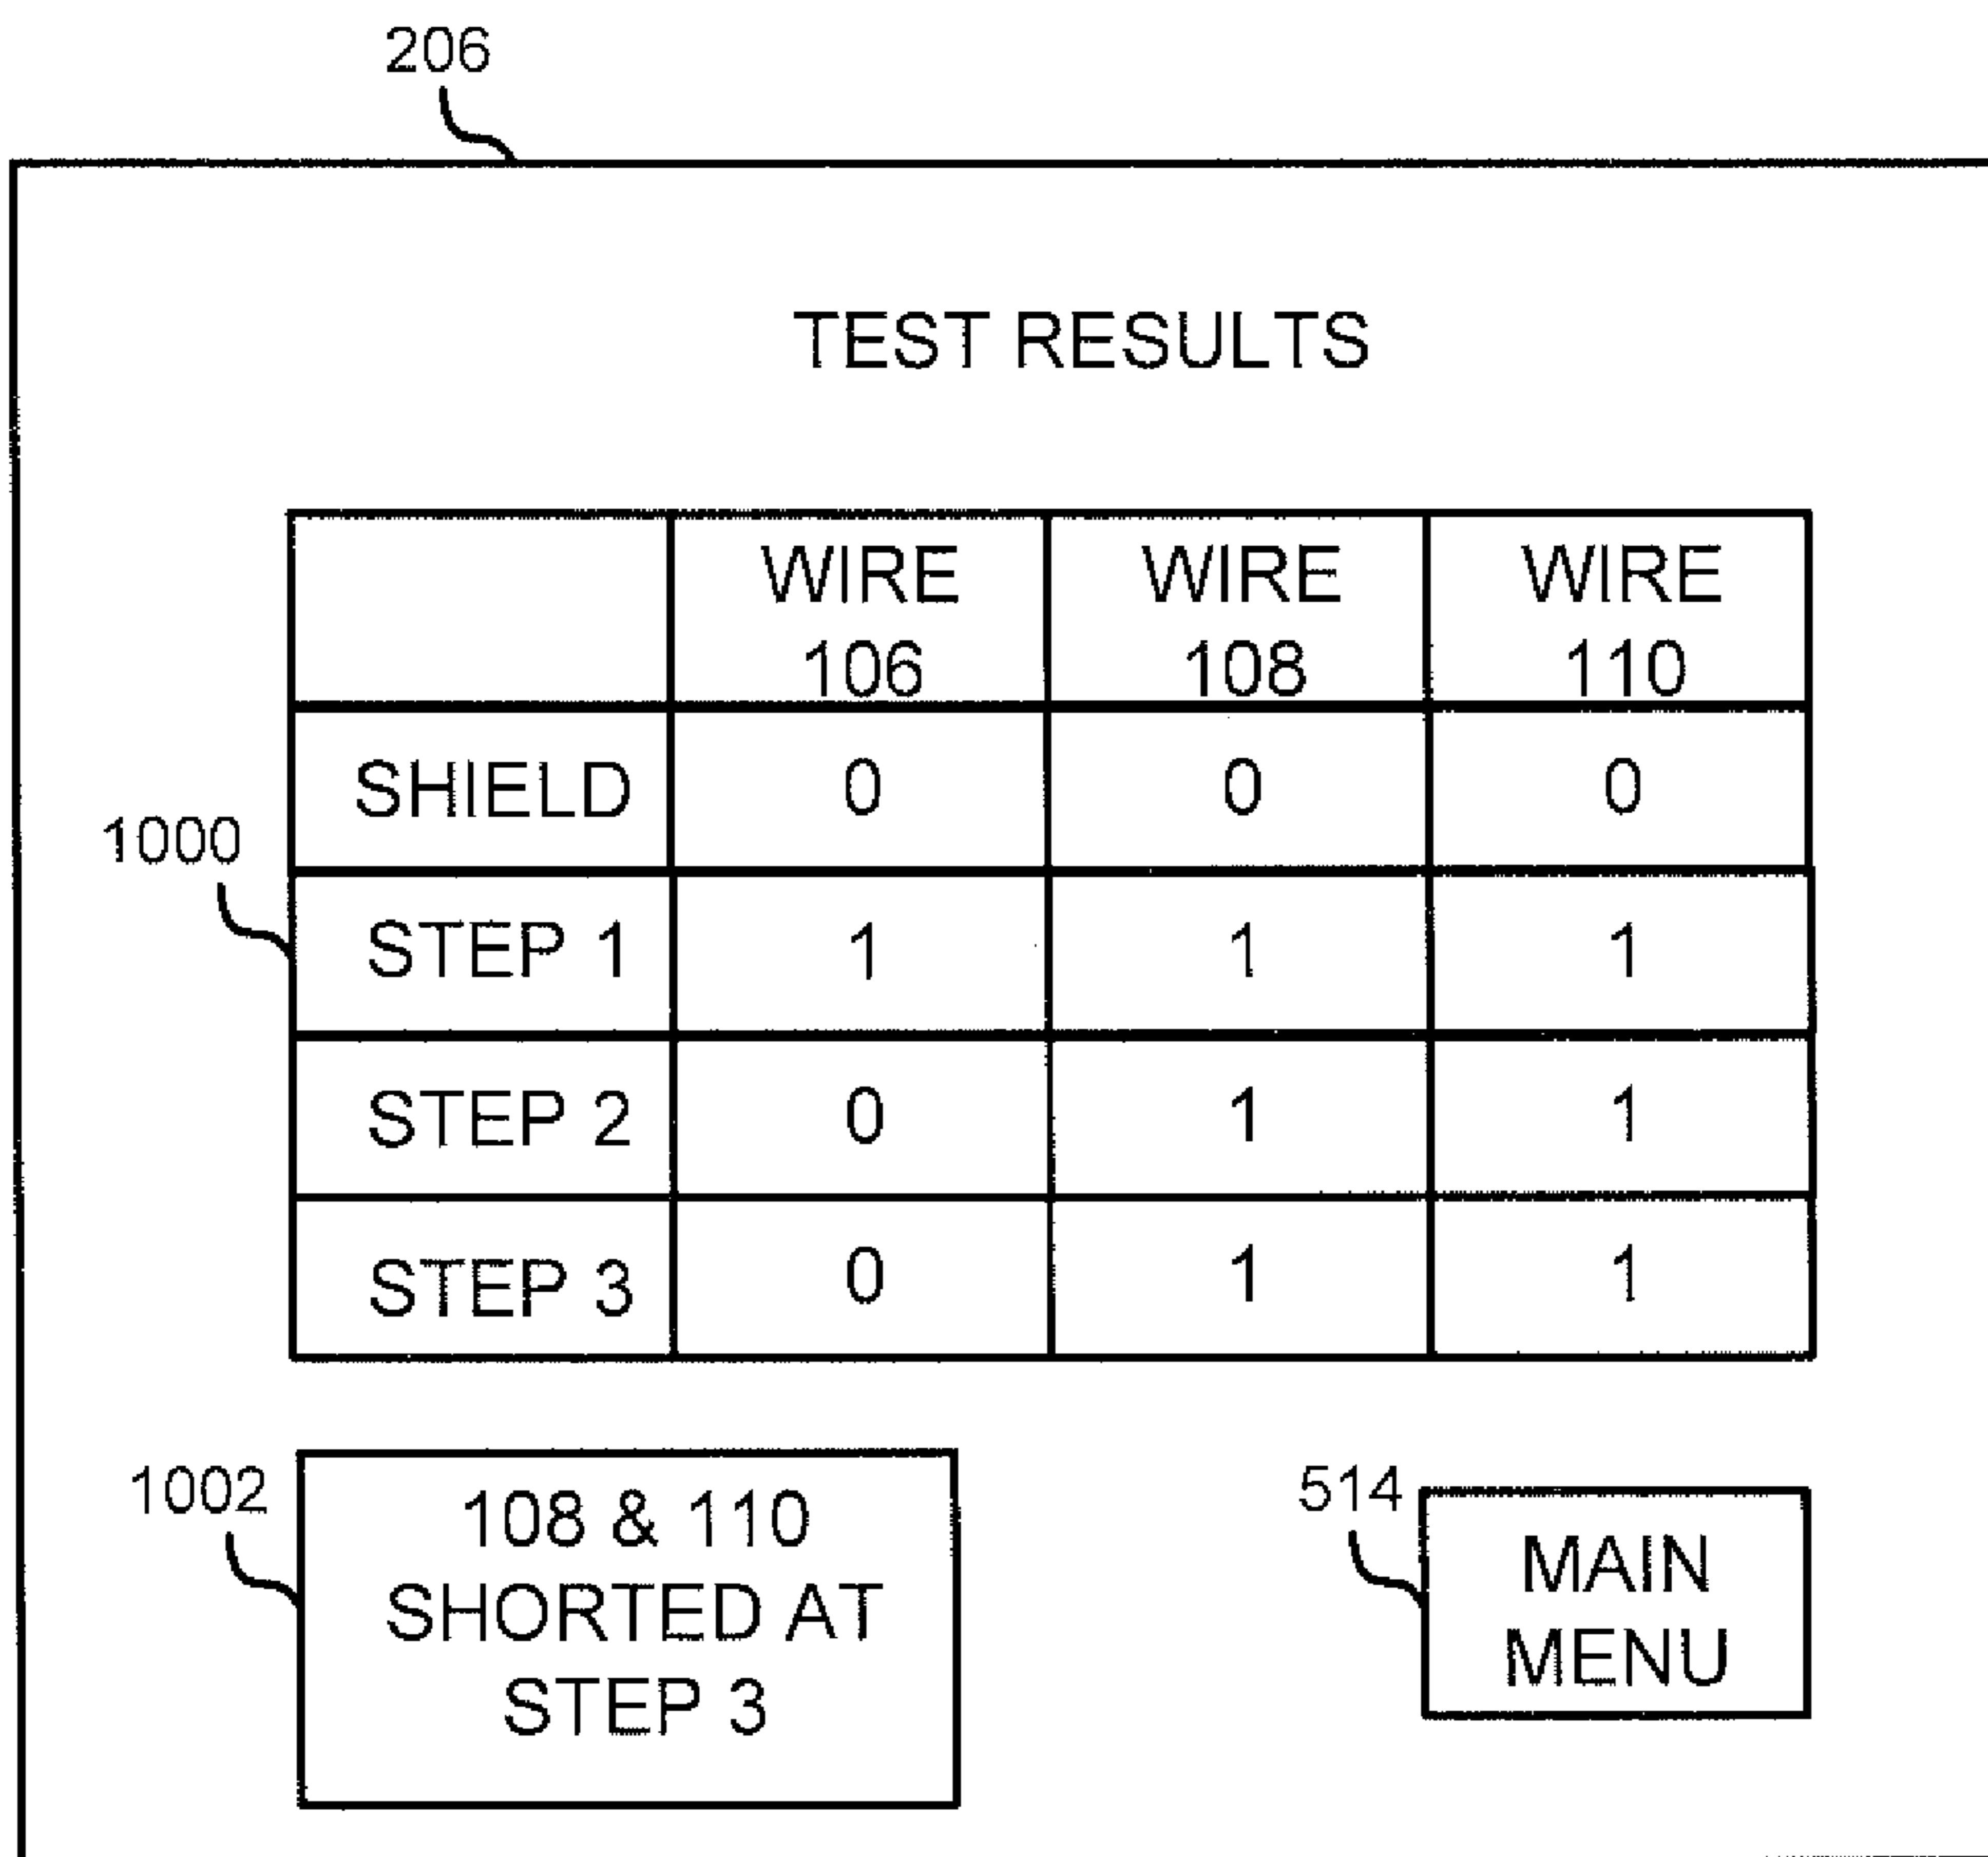 206
TEST RESULTS
WIRE 106 WIRE 108 WIRE 110
SHIELD 0 0 0
1000
STEP 1 1 1 1
STEP 2 0 1 1
STEP 3 0 1 1
1002
108 & 110
SHORTED AT
STEP 3
514
MAIN
MENU